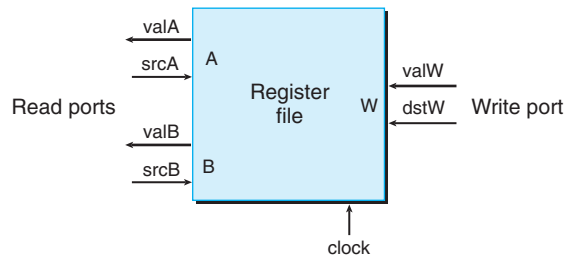 valA
srcA
A
Read ports
valB
srcB
B
Register
file
W
valW
dstW
Write port
clock